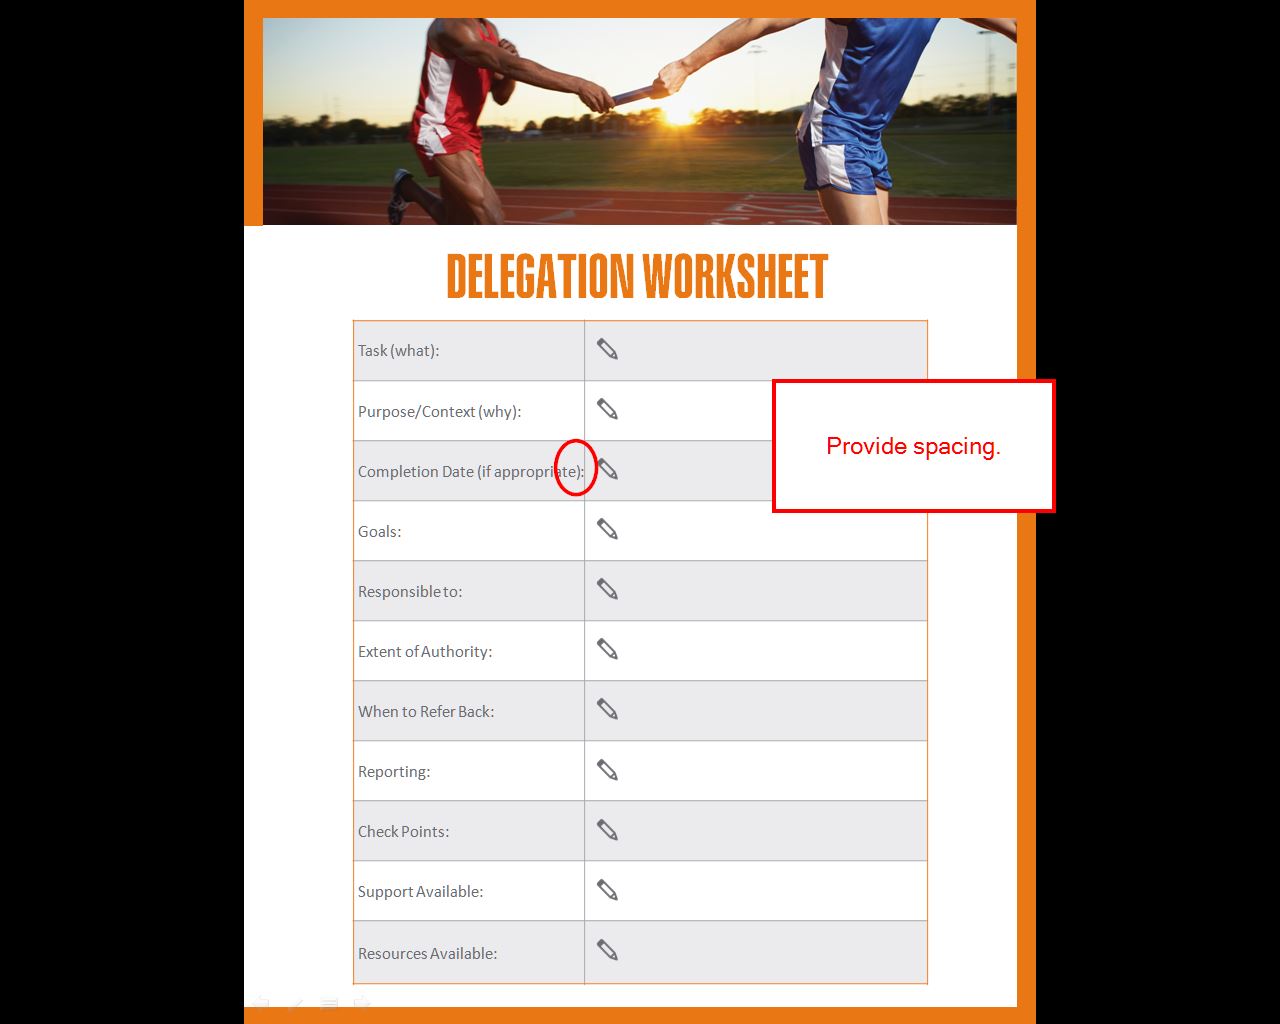 DELEGATION WORKSHEET
Task (what):
Purpose/Context (why):
Completion Date (if appropriate):
Provide spacing.
Goals:
Responsible to:
Extent of Authority:
When to Refer Back:
Reporting:
Check Points:
Support Available:
Resources Available: